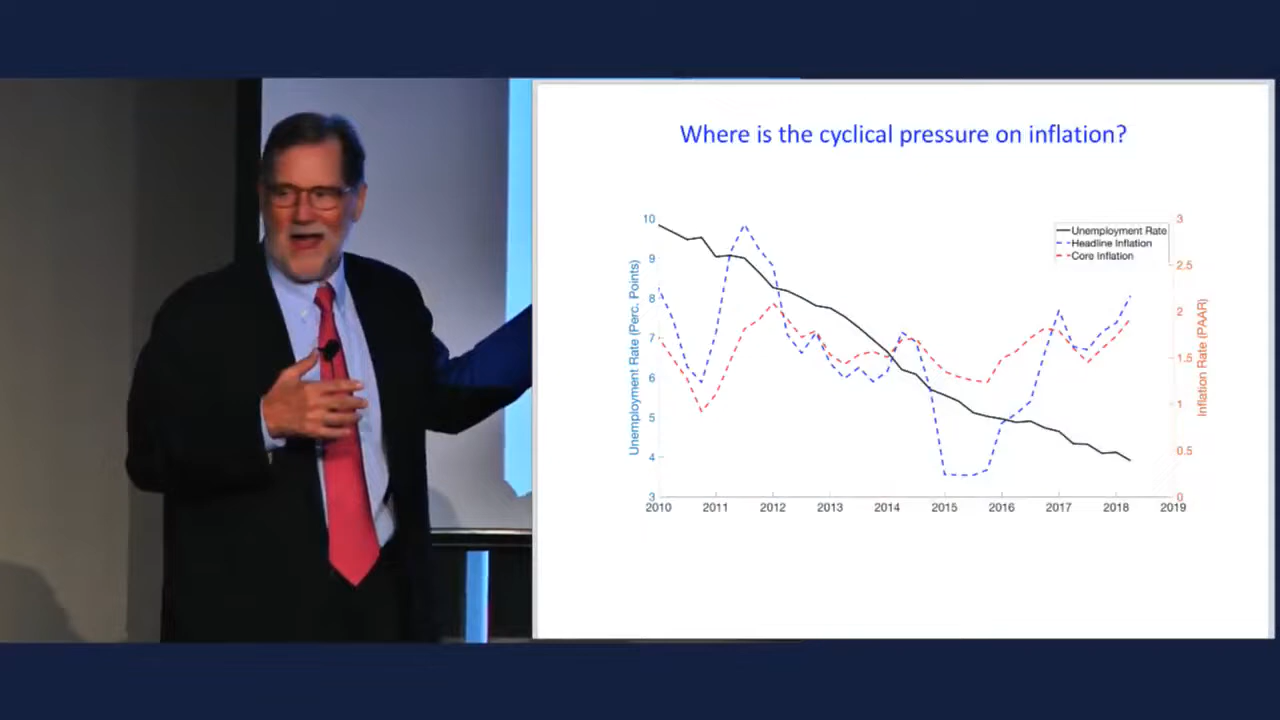 Where is the cyclical pressure on inflation?
Unemployment Rate
Headline Inflation
Core Inflation
Unemployment Rate (Perc. Points)
10
9
8
7
6
5
4
3
3
2.5
2
1.5
1
0.5
0
Inflation Rate (PAAR)
2010 2011 2012 2013 2014 2015 2016 2017 2018 2019